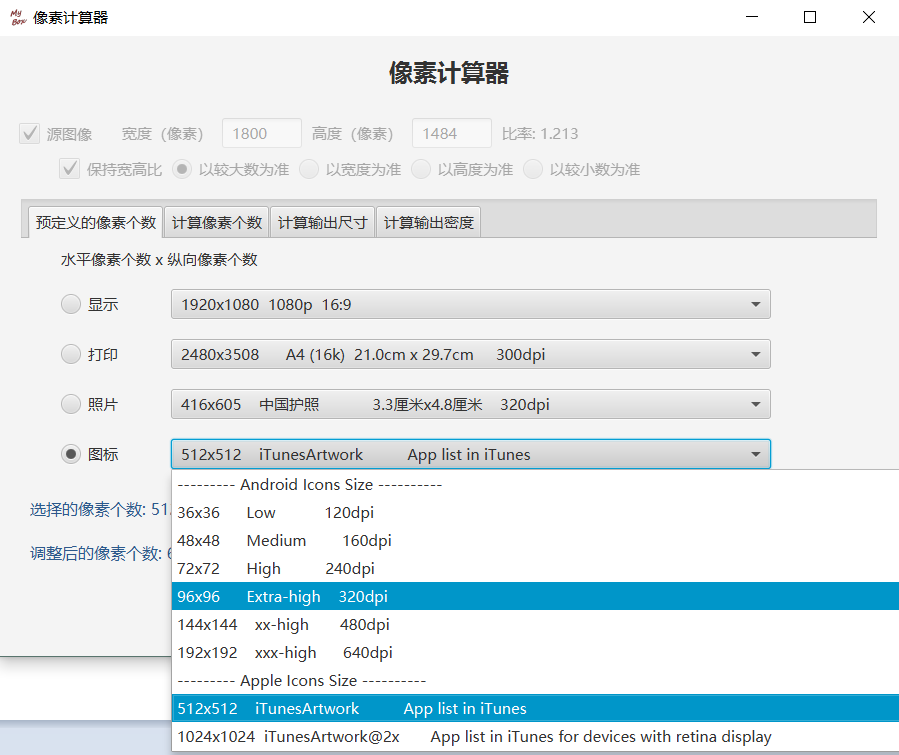 My Box 像素计算器
像素计算器
源图像 宽度（像素） 1800 高度（像素） 1484 比率: 1.213
保持宽高比 以较大数为准 以宽度为准 以高度为准 以较小数为准
预定义的像素个数 计算像素个数 计算输出尺寸 计算输出密度
水平像素个数 x 纵向像素个数
显示 1920x1080 1080p 16:9
打印 2480x3508 A4 (16k) 21.0cm x 29.7cm 300dpi
照片 416x605 中国护照 3.3厘米x4.8厘米 320dpi
图标 512x512 iTunesArtwork App list in iTunes
--------- Android Icons Size ----------
选择的像素个数: 51
36x36 Low 120dpi
48x48 Medium 160dpi
调整后的像素个数: 6
72x72 High 240dpi
96x96 Extra-high 320dpi
144x144 xx-high 480dpi
192x192 xxx-high 640dpi
--------- Apple Icons Size ----------
512x512 iTunesArtwork App list in iTunes
1024x1024 iTunesArtwork@2x App list in iTunes for devices with retina display